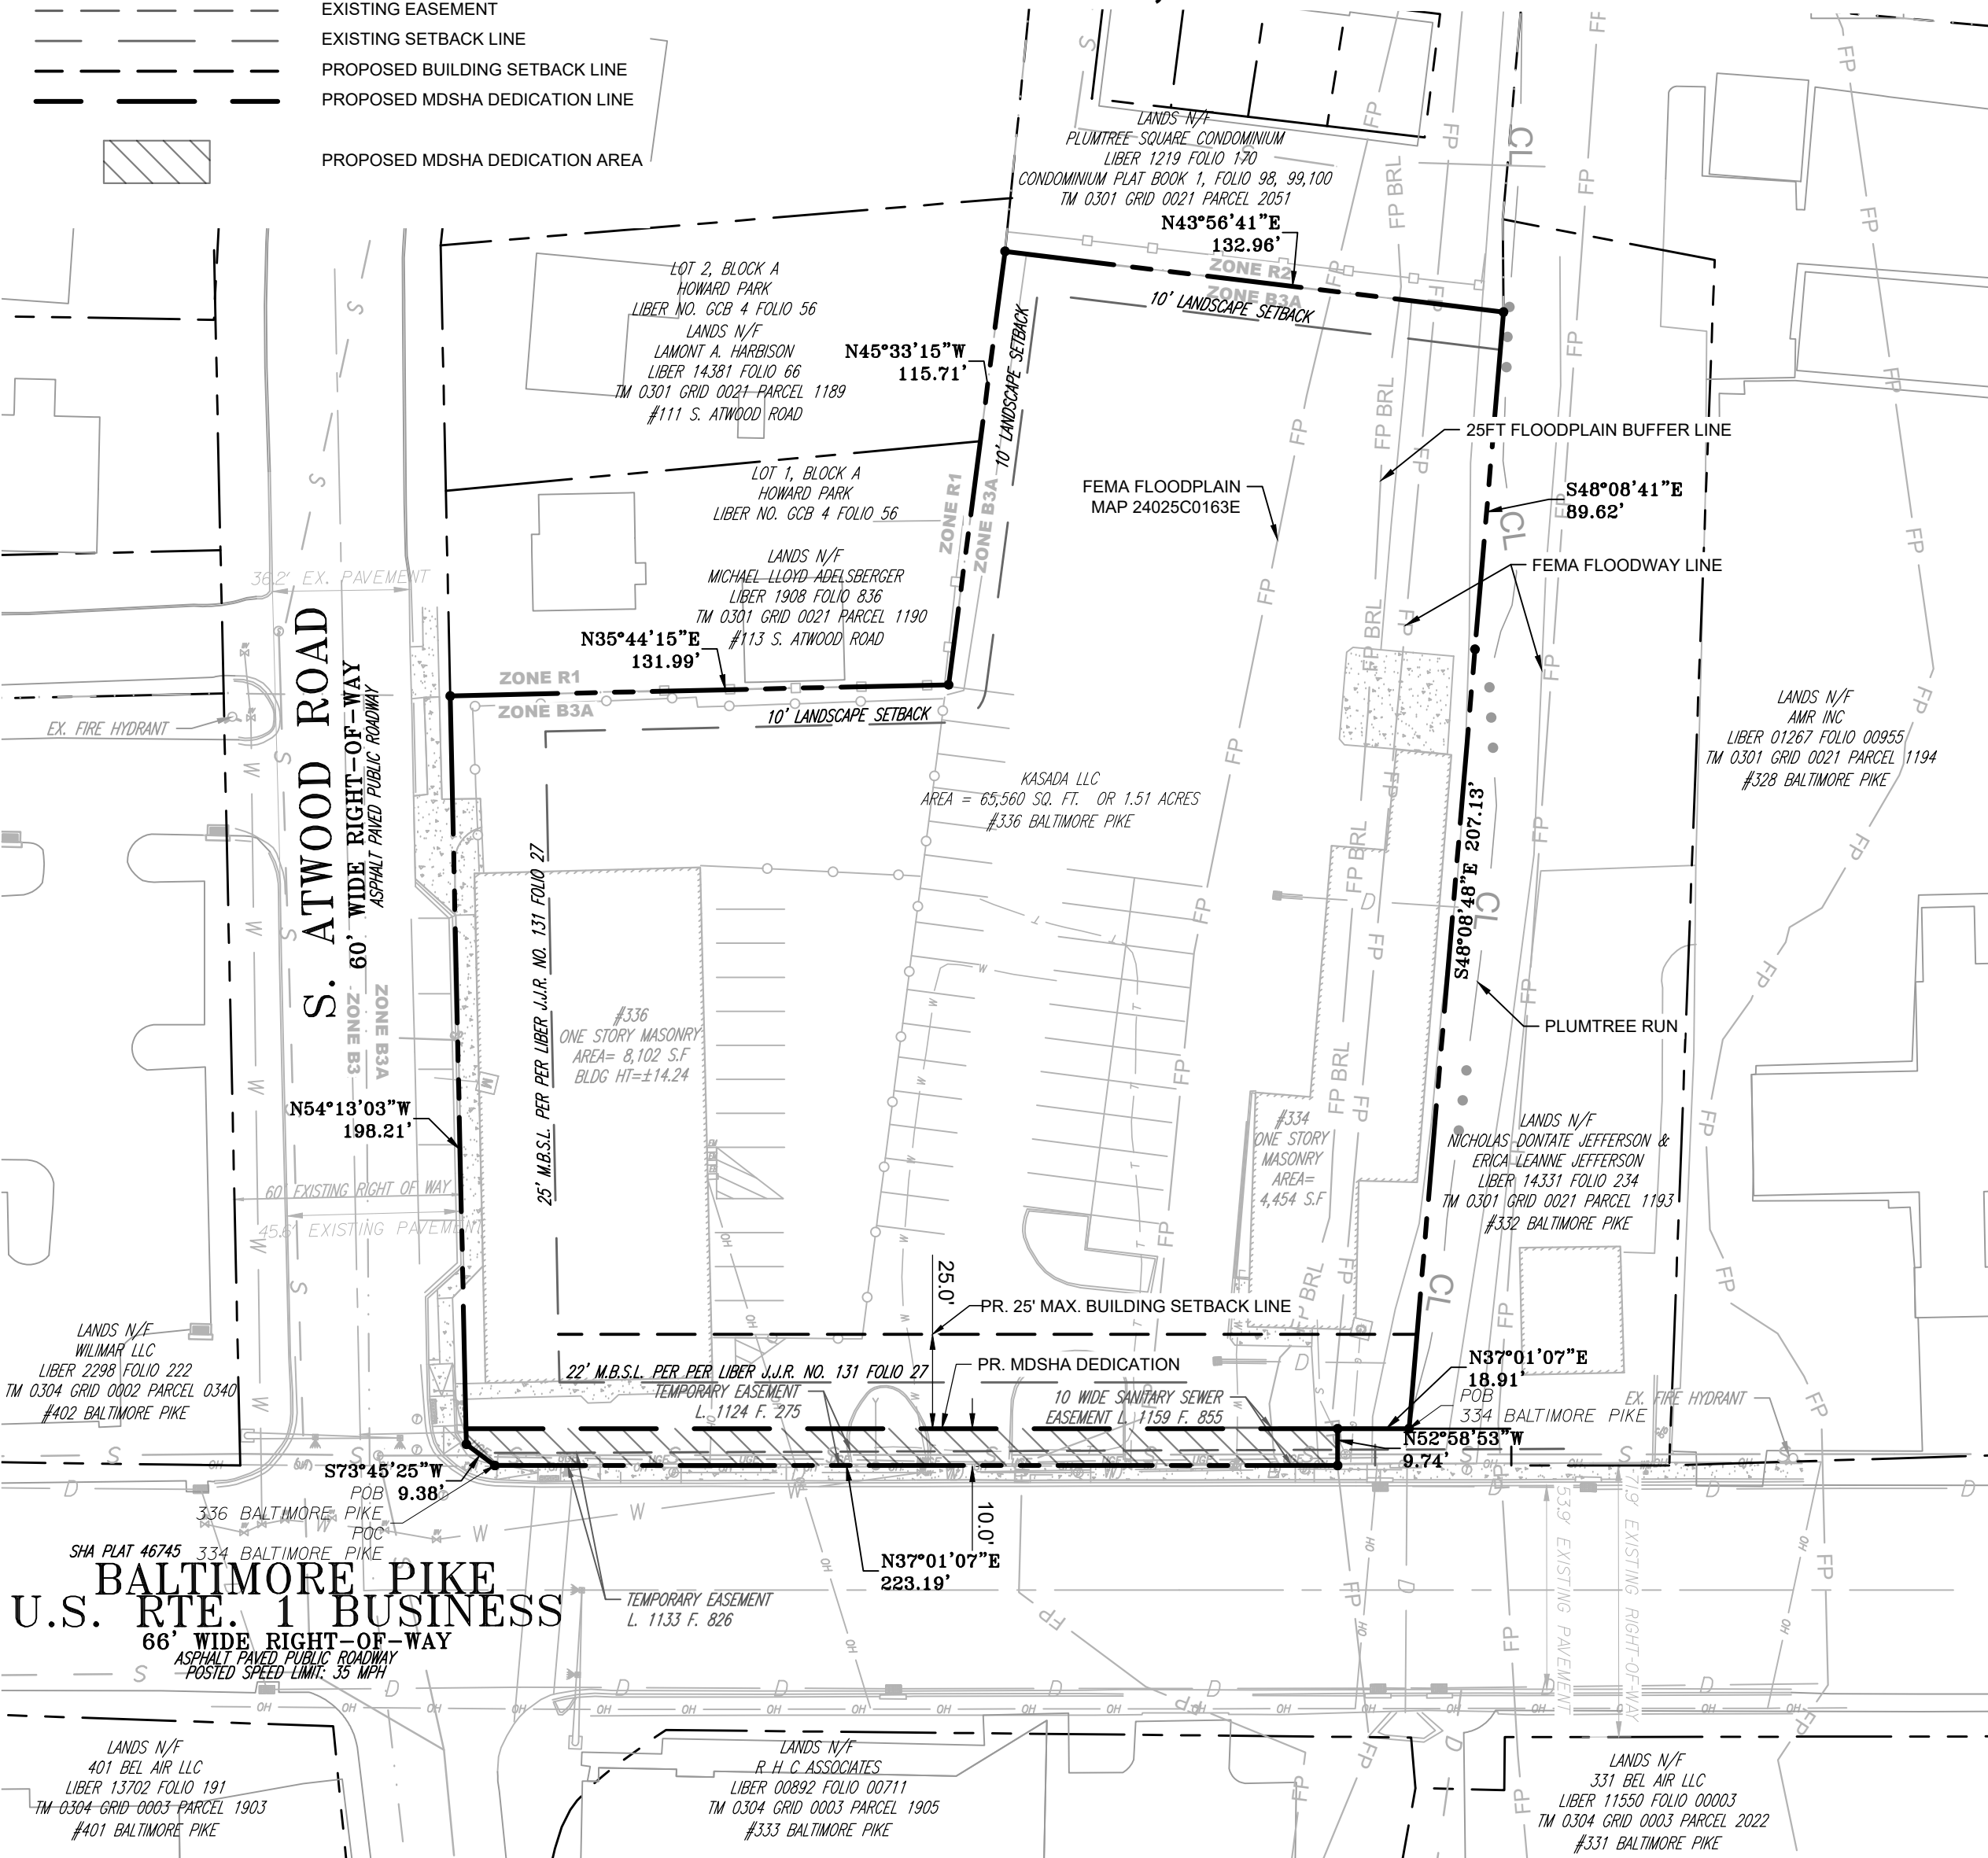 EXISTING EASEMENT
EXISTING SETBACK LINE
PROPOSED BUILDING SETBACK LINE
PROPOSED MDSHA DEDICATION LINE
PROPOSED MDSHA DEDICATION AREA
LANDS N/F
PLUMTREE SQUARE CONDOMINIUM
LIBER 1219 FOLIO 170
CONDOMINIUM PLAT BOOK 1, FOLIO 98, 99,100
TM 0301 GRID 0021 PARCEL 2051
N43°56'41"E
132.96'
ZONE R2
ZONE B3A
10' LANDSCAPE SETBACK
LOT 2, BLOCK A
HOWARD PARK
LIBER NO. GCB 4 FOLIO 56
LANDS N/F
LAMONT A. HARBISON
LIBER 14381 FOLIO 66
TM 0301 GRID 0021 PARCEL 1189
#111 S. ATWOOD ROAD
N45°33'15"W
115.71'
10' LANDSCAPE SETBACK
LOT 1, BLOCK A
HOWARD PARK
LIBER NO. GCB 4 FOLIO 56
ZONE R1
ZONE B3A
LANDS N/F
MICHAEL LLOYD ADELSBERGER
LIBER 1908 FOLIO 836
TM 0301 GRID 0021 PARCEL 1190
#113 S. ATWOOD ROAD
25FT FLOODPLAIN BUFFER LINE
FEMA FLOODPLAIN
MAP 24025C0163E
S48°08'41"E
89.62'
FEMA FLOODWAY LINE
36.2' EX. PAVEMENT
N35°44'15"E
131.99'
ZONE R1
ZONE B3A
10' LANDSCAPE SETBACK
S. ATWOOD ROAD
60' WIDE RIGHT-OF-WAY
ASPHALT PAVED PUBLIC ROADWAY
EX. FIRE HYDRANT
LANDS N/F
AMR INC
LIBER 01267 FOLIO 00955
TM 0301 GRID 0021 PARCEL 1194
#328 BALTIMORE PIKE
KASADA LLC
AREA = 65,560 SQ. FT. OR 1.51 ACRES
#336 BALTIMORE PIKE
S48°08'48"E 207.13'
25' M.B.S.L. PER PER LIBER J.J.R. NO. 131 FOLIO 27
ZONE B3
ZONE B3A
#336
ONE STORY MASONRY
AREA= 8,102 S.F
BLDG HT=±14.24
PLUMTREE RUN
N54°13'03"W
198.21'
#334
ONE STORY
MASONRY
AREA=
4,454 S.F
LANDS N/F
NICHOLAS DONTATE JEFFERSON &
ERICA LEANNE JEFFERSON
LIBER 14331 FOLIO 234
TM 0301 GRID 0021 PARCEL 1193
#332 BALTIMORE PIKE
60' EXISTING RIGHT OF WAY
45.6' EXISTING PAVEMENT
25.0'
PR. 25' MAX. BUILDING SETBACK LINE
LANDS N/F
WILIMAR LLC
LIBER 2298 FOLIO 222
TM 0304 GRID 0002 PARCEL 0340
#402 BALTIMORE PIKE
22' M.B.S.L. PER PER LIBER J.J.R. NO. 131 FOLIO 27
PR. MDSHA DEDICATION
TEMPORARY EASEMENT
L. 1124 F. 275
10 WIDE SANITARY SEWER
EASEMENT L. 1159 F. 855
N37°01'07"E
18.91'
POB
334 BALTIMORE PIKE
EX. FIRE HYDRANT
N52°58'53"W
9.74'
S73°45'25"W
9.38'
POB
336 BALTIMORE PIKE
POC
334 BALTIMORE PIKE
10.0'
N37°01'07"E
223.19'
SHA PLAT 46745
BALTIMORE PIKE
U.S. RTE. 1 BUSINESS
66' WIDE RIGHT-OF-WAY
ASPHALT PAVED PUBLIC ROADWAY
POSTED SPEED LIMIT: 35 MPH
TEMPORARY EASEMENT
L. 1133 F. 826
53.9' EXISTING PAVEMENT
71.9' EXISTING RIGHT-OF-WAY
LANDS N/F
401 BEL AIR LLC
LIBER 13702 FOLIO 191
TM 0304 GRID 0003 PARCEL 1903
#401 BALTIMORE PIKE
LANDS N/F
R H C ASSOCIATES
LIBER 00892 FOLIO 00711
TM 0304 GRID 0003 PARCEL 1905
#333 BALTIMORE PIKE
LANDS N/F
331 BEL AIR LLC
LIBER 11550 FOLIO 00003
TM 0304 GRID 0003 PARCEL 2022
#331 BALTIMORE PIKE